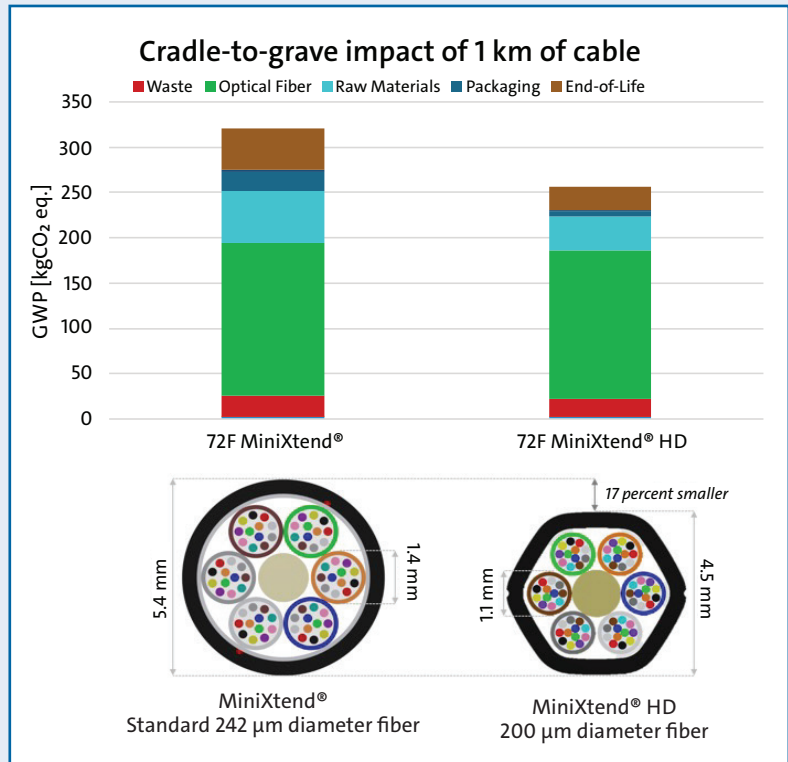 Cradle-to-grave impact of 1 km of cable
Waste Optical Fiber Raw Materials Packaging End-of-Life
GWP [kgCO₂ eq.]
350
300
250
200
150
100
50
0
72F MiniXtend® 72F MiniXtend® HD
17 percent smaller
5.4 mm
1.4 mm
1.1 mm
4.5 mm
MiniXtend®
Standard 242 μm diameter fiber
MiniXtend® HD
200 μm diameter fiber